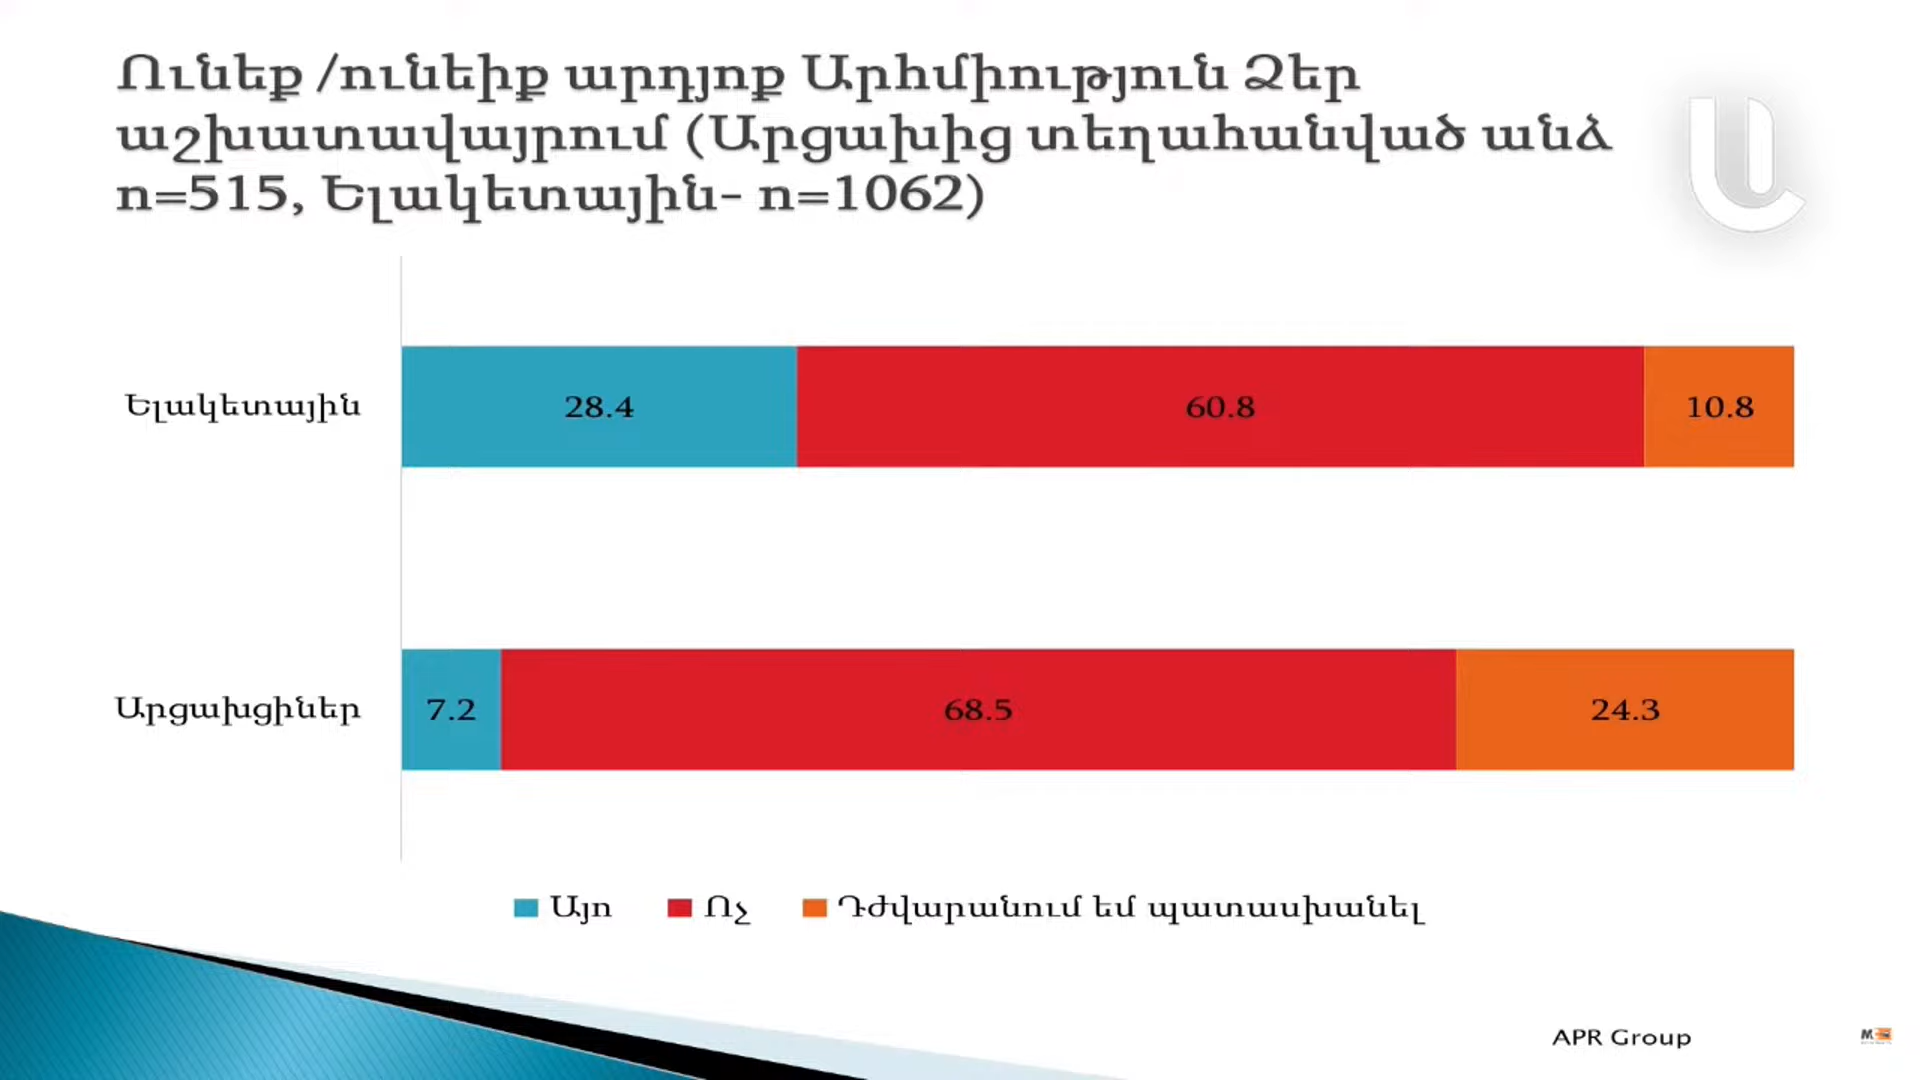 Ունեք /ունեիք արդյոք Արհմիություն Ձեր
աշխատավայրում (Արցախից տեղահանված անձ
n=515, Ելակետային- n=1062)
Ելակետային 28.4 60.8 10.8
Արցախցիներ 7.2 68.5 24.3
Այո Ոչ Դժվարանում եմ պատասխանել
APR Group